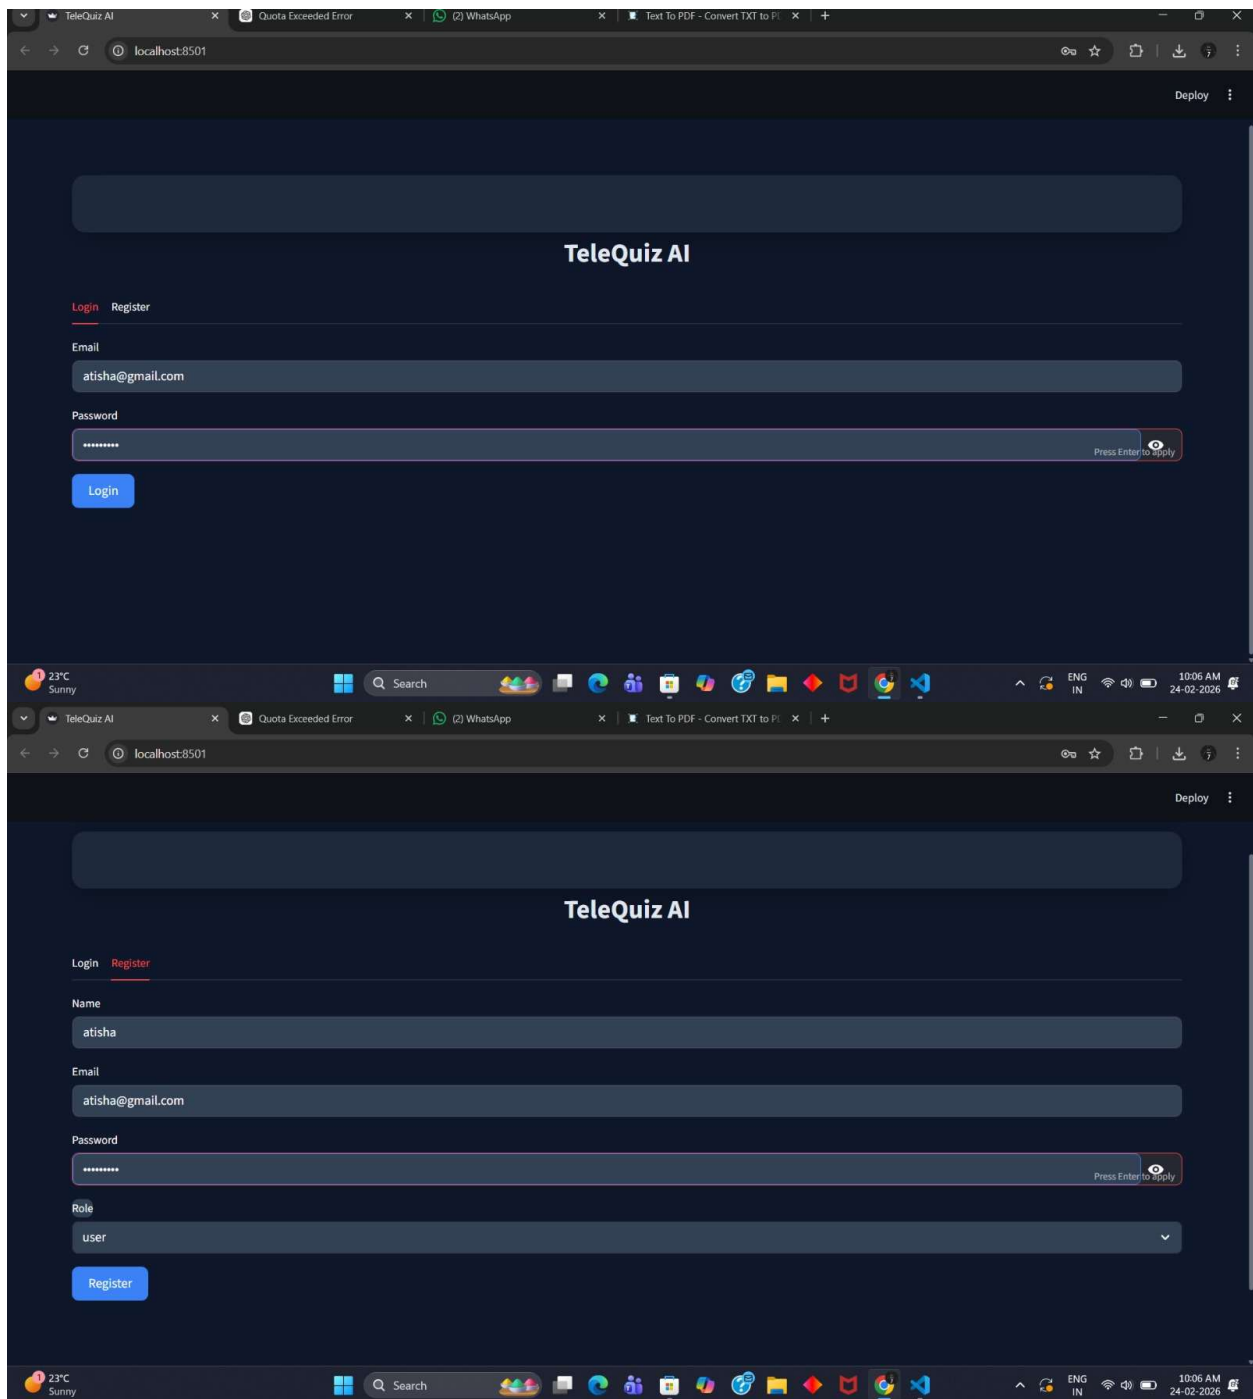 TeleQuiz AI Quota Exceeded Error (2) WhatsApp Text To PDF - Convert TXT to P
localhost:8501
Deploy
TeleQuiz AI
Login Register
Email
atisha@gmail.com
Password
•••••••••
Press Enter to apply
Login
1 23°C Search ENG 10:06 AM
Sunny IN 24-02-2026
TeleQuiz AI Quota Exceeded Error (2) WhatsApp Text To PDF - Convert TXT to P
localhost:8501
Deploy
TeleQuiz AI
Login Register
Name
atisha
Email
atisha@gmail.com
Password
•••••••••
Press Enter to apply
Role
user
Register
1 23°C Search ENG 10:06 AM
Sunny IN 24-02-2026